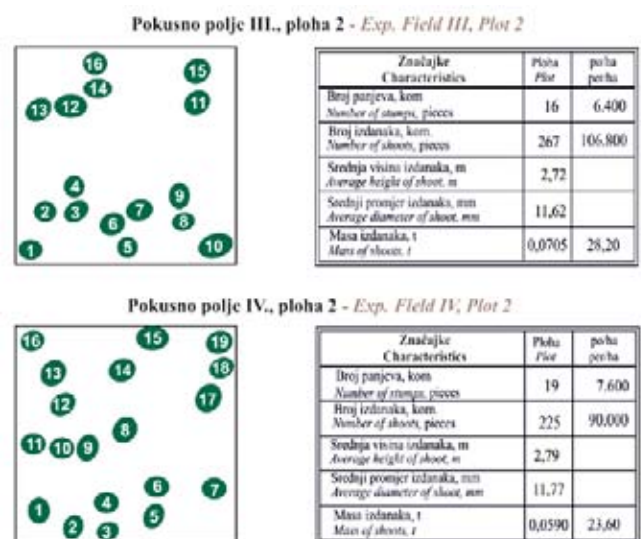 Pokusno polje III., ploha 2 - Exp. Field III, Plot 2
16
15
14
13 12
11
4
9
2 3
7
6
8
1
5
10
Značajke Ploha po ha
Characteristics Plot per ha
Broj panjeva, kom
Number of stumps, pieces
16 6.400
Broj izdanaka, kom.
Number of shoots, pieces
267 106.800
Srednja visina izdanaka, m
Average height of shoot, m
2,72
Srednji promjer izdanaka, mm
Average diameter of shoot, mm
11,62
Masa izdanaka, t
Mass of shoots, t
0,0705 28,20
Pokusno polje IV., ploha 2 - Exp. Field IV, Plot 2
16
15
19
13
14
18
12
17
8
11 10 9
6
7
4
1
5
2
3
Značajke Ploha po ha
Characteristics Plot per ha
Broj panjeva, kom
Number of stumps, pieces
19 7.600
Broj izdanaka, kom.
Number of shoots, pieces
225 90.000
Srednja visina izdanaka, m
Average height of shoot, m
2,79
Srednji promjer izdanaka, mm
Average diameter of shoot, mm
11,77
Masa izdanaka, t
Mass of shoots, t
0,0590 23,60